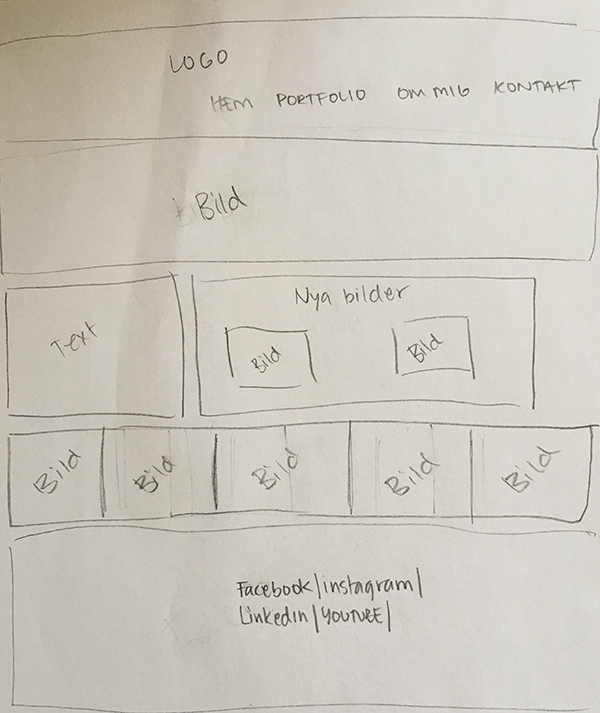 LOGO
HEM PORTFOLIO OM MIG KONTAKT
Bild
Nya bilder
Text Bild Bild
Bild Bild Bild Bild Bild
Facebook/instagram/
Linkedin/YOUTUBE/